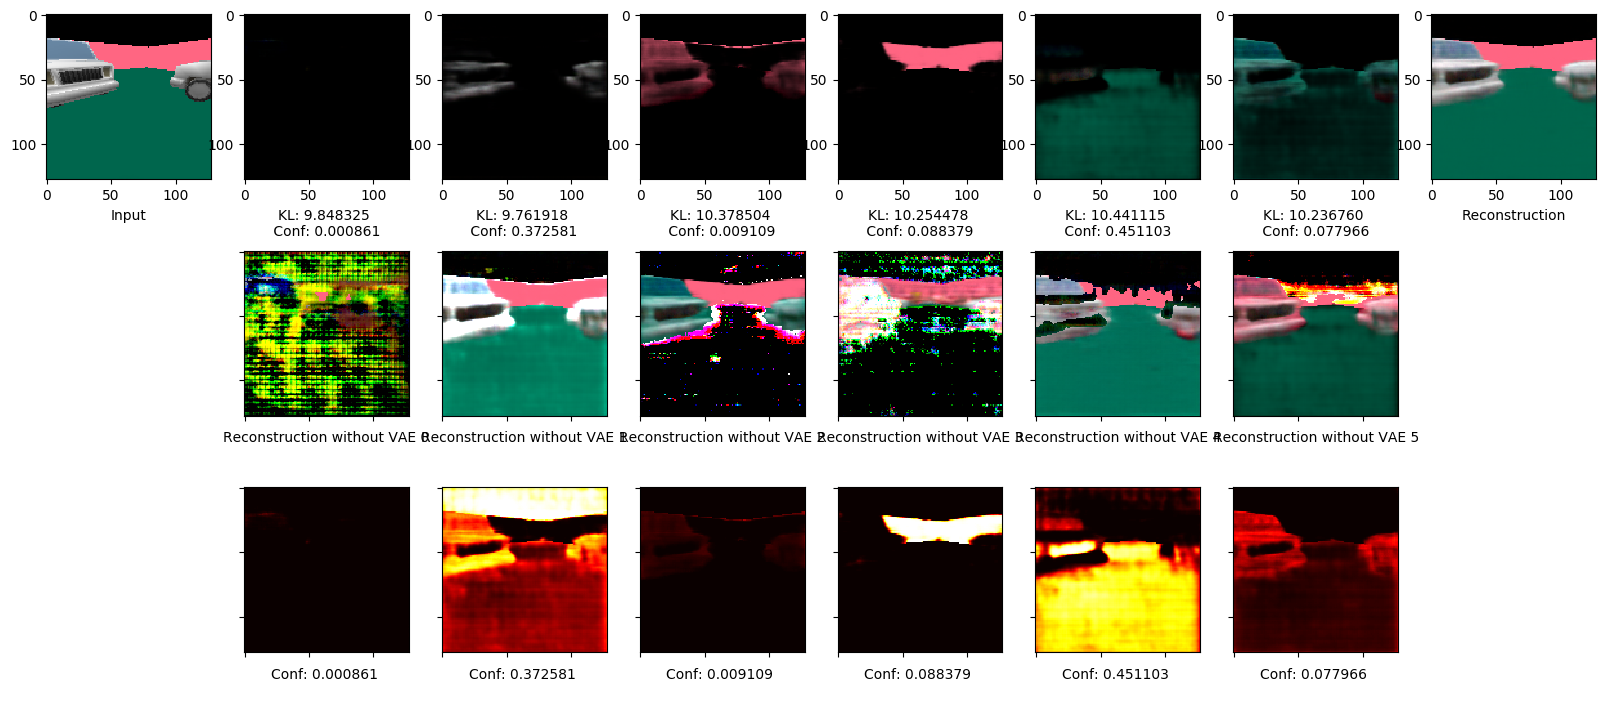 0
0
0
0
0
0
0
0
50
50
50
50
50
50
50
50
100
100
100
100
100
100
100
100
0 50 100
0 50 100
0 50 100
0 50 100
0 50 100
0 50 100
0 50 100
0 50 100
Input
KL: 9.848325
Conf: 0.000861
KL: 9.761918
Conf: 0.372581
KL: 10.378504
Conf: 0.009109
KL: 10.254478
Conf: 0.088379
KL: 10.441115
Conf: 0.451103
KL: 10.236760
Conf: 0.077966
Reconstruction
Reconstruction without VAE 0
Reconstruction without VAE 1
Reconstruction without VAE 2
Reconstruction without VAE 3
Reconstruction without VAE 4
Reconstruction without VAE 5
Conf: 0.000861
Conf: 0.372581
Conf: 0.009109
Conf: 0.088379
Conf: 0.451103
Conf: 0.077966